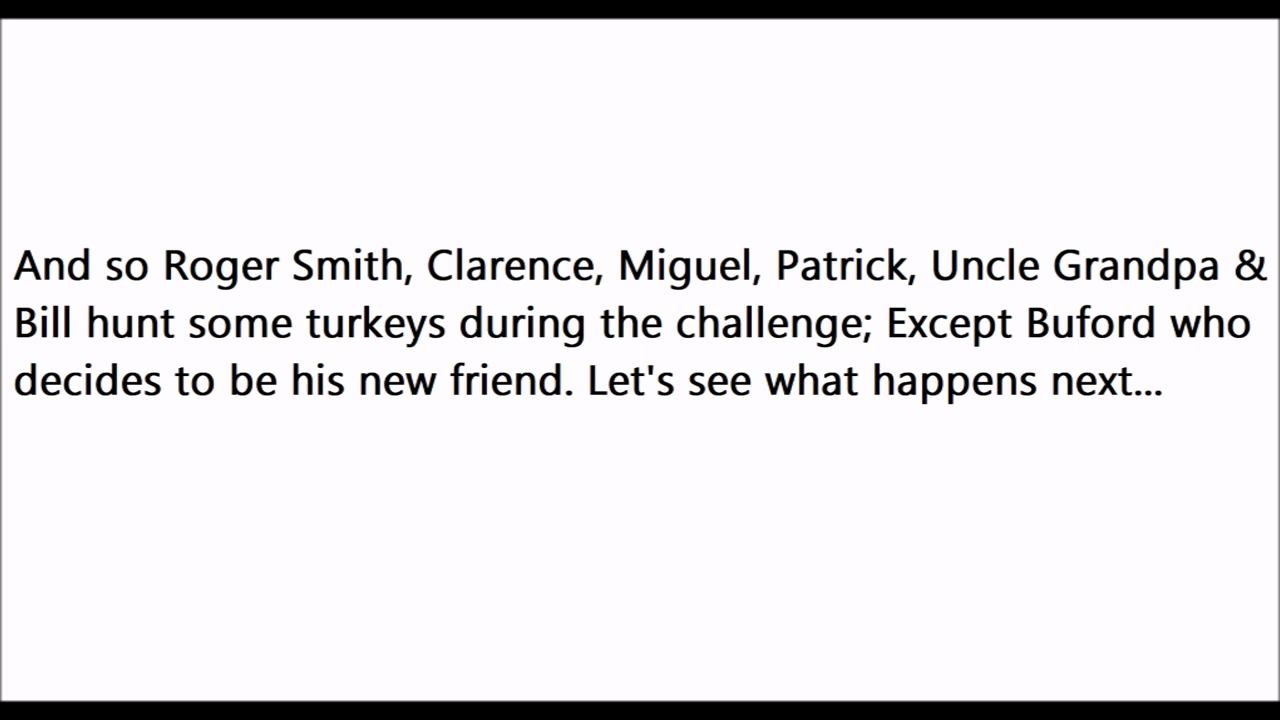 And so Roger Smith, Clarence, Miguel, Patrick, Uncle Grandpa &
Bill hunt some turkeys during the challenge; Except Buford who
decides to be his new friend. Let's see what happens next...